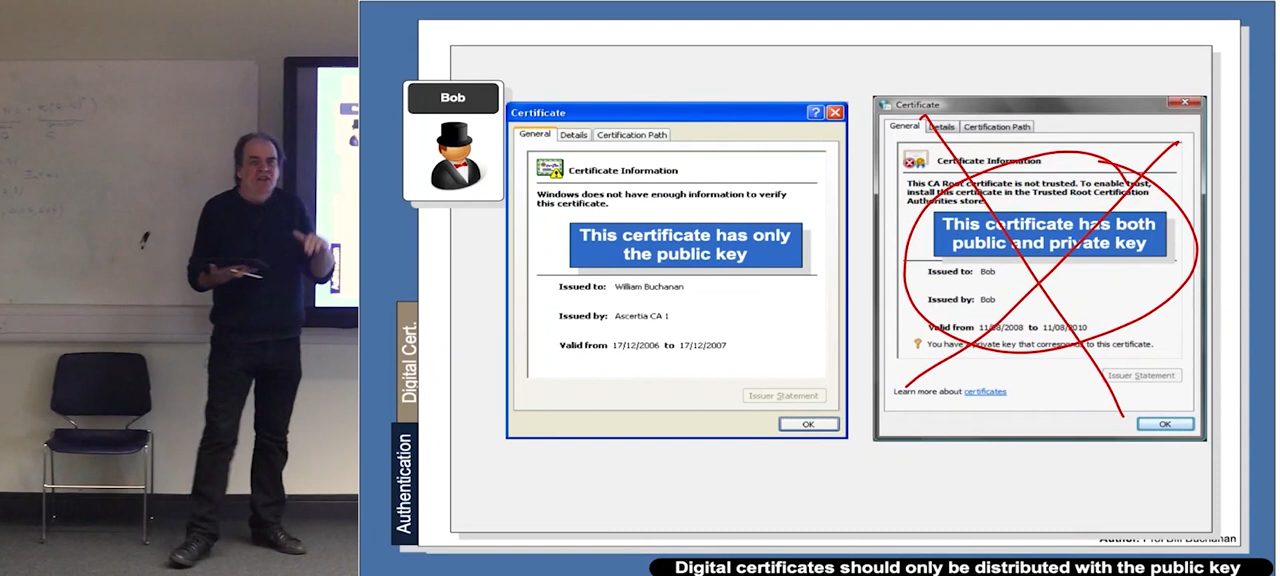 Bob
Certificate
General Details Certification Path
Certificate Information
Windows does not have enough information to verify
this certificate.
This certificate has only
the public key
Issued to: William Buchanan
Issued by: Ascertia CA 1
Valid from 17/12/2006 to 17/12/2007
Issuer Statement
OK
Certificate
General Details Certification Path
Certificate Information
This CA Root certificate is not trusted. To enable trust,
install this certificate in the Trusted Root Certification
Authorities store.
This certificate has both
public and private key
Issued to: Bob
Issued by: Bob
Valid from 11/08/2008 to 11/08/2010
You have a private key that corresponds to this certificate.
Issuer Statement
Learn more about certificates
OK
Digital Cert.
Authentication
Author: Prof Bill Buchanan
Digital certificates should only be distributed with the public key